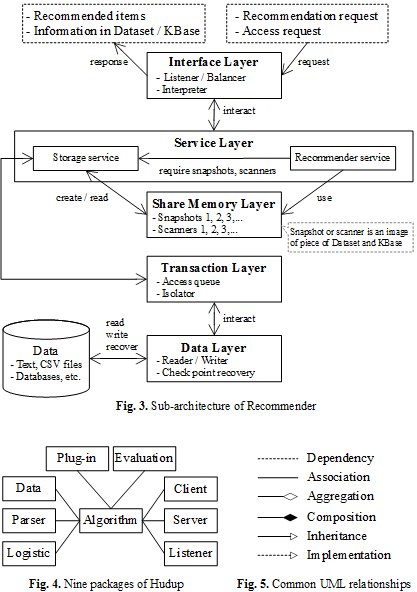 - Recommended items
- Information in Dataset / KBase
- Recommendation request
- Access request
response
request
Interface Layer
- Listener / Balancer
- Interpreter
interact
Service Layer
Storage service
Recommender service
require snapshots, scanners
create / read
use
Share Memory Layer
- Snapshots 1, 2, 3,...
- Scanners 1, 2, 3,...
Snapshot or scanner is an image
of piece of Dataset and KBase
Transaction Layer
- Access queue
- Isolator
interact
read
write
recover
Data
- Text, CSV files
- Databases, etc.
Data Layer
- Reader / Writer
- Check point recovery
Fig. 3. Sub-architecture of Recommender
Plug-in
Evaluation
Data
Client
Parser
Algorithm
Server
Logistic
Listener
Fig. 4. Nine packages of Hudup
Dependency
Association
Aggregation
Composition
Inheritance
Implementation
Fig. 5. Common UML relationships